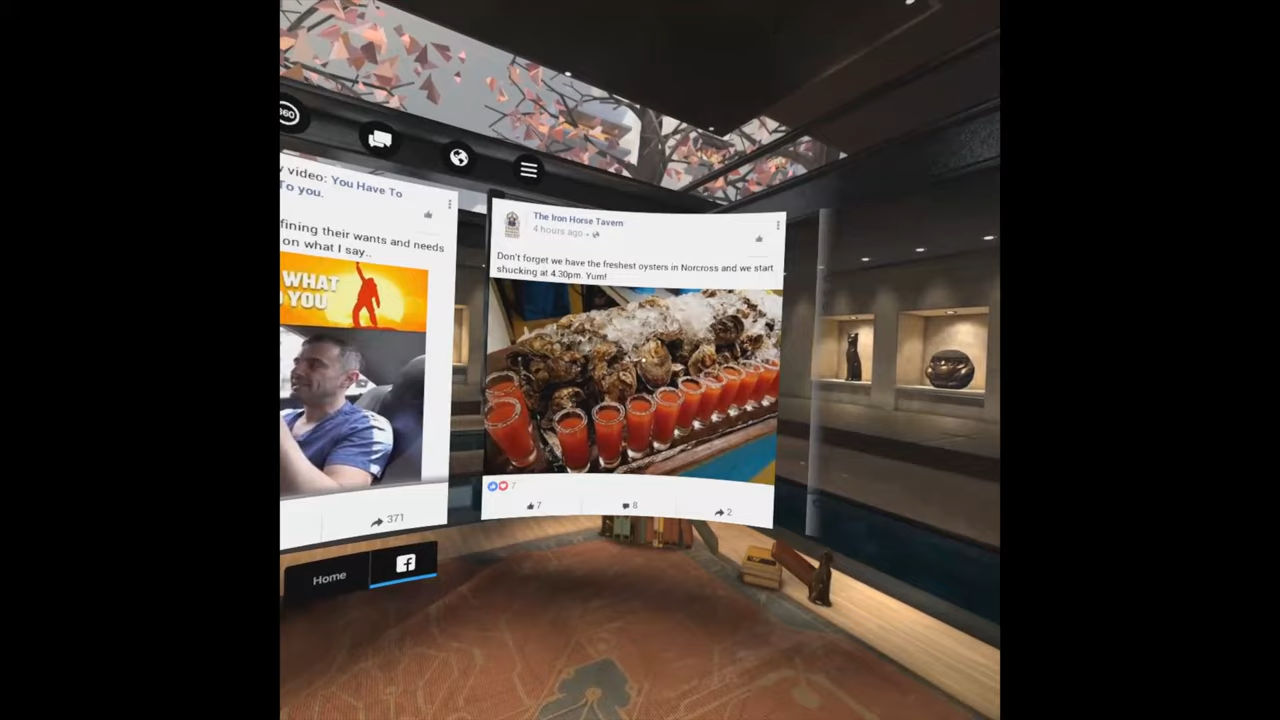 360
video: You Have To
To you.
fining their wants and needs
on what I say..
WHAT
YOU
371
The Iron Horse Tavern
4 hours ago
Don't forget we have the freshest oysters in Norcross and we start
shucking at 4.30pm. Yum!
7
7
8
2
Home